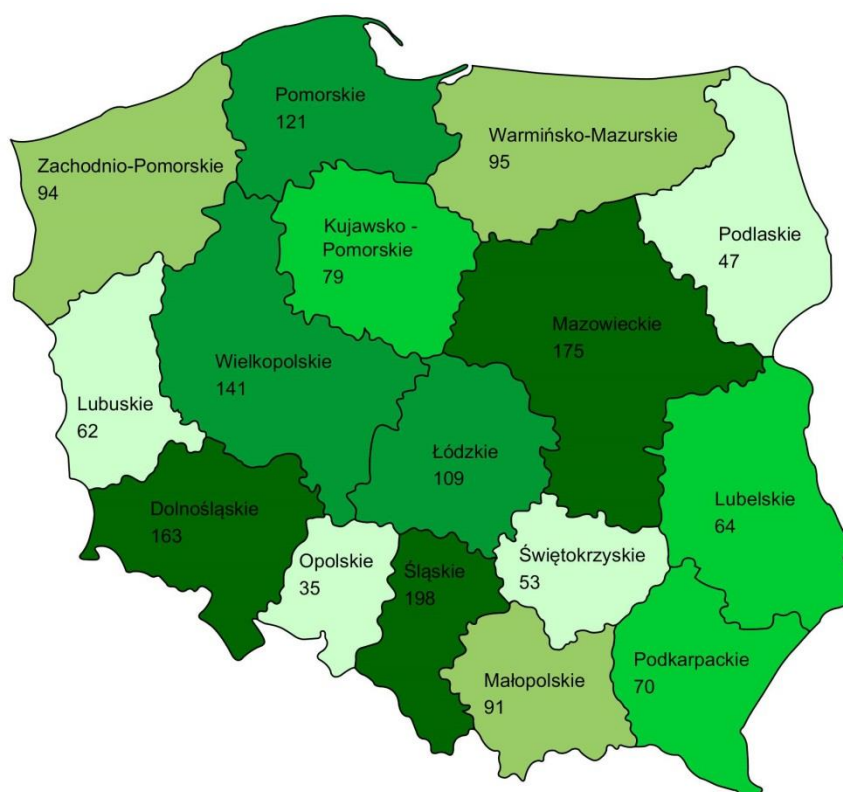 Pomorskie
121
Warmińsko-Mazurskie
95
Zachodnio-Pomorskie
94
Kujawsko -
Pomorskie
79
Podlaskie
47
Mazowieckie
175
Wielkopolskie
141
Lubuskie
62
Łódzkie
109
Lubelskie
64
Dolnośląskie
163
Opolskie
35
Śląskie
198
Świętokrzyskie
53
Małopolskie
91
Podkarpackie
70